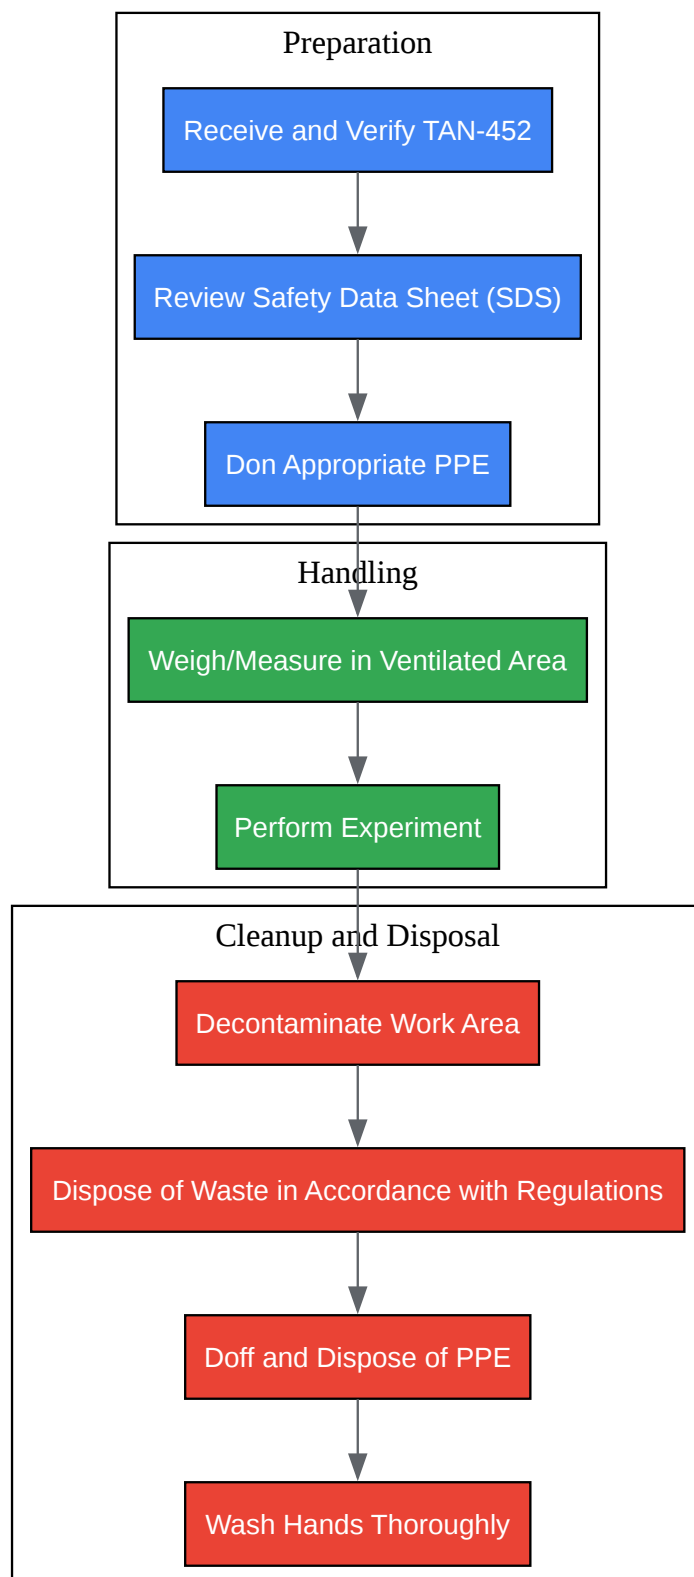 Preparation
Receive and Verify TAN-452
Review Safety Data Sheet (SDS)
Don Appropriate PPE
Handling
Weigh/Measure in Ventilated Area
Perform Experiment
Cleanup and Disposal
Decontaminate Work Area
Dispose of Waste in Accordance with Regulations
Doff and Dispose of PPE
Wash Hands Thoroughly